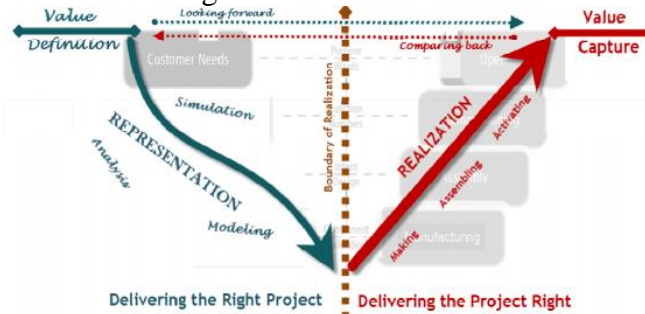 Looking forward
Value
Definition
Comparing back
Value
Capture
Customer Needs
Simulation
REPRESENTATION
Analysis
Modeling
Boundary of Realization
REALIZATION
Activating
Assembling
Making
Manufacturing
Delivering the Right Project
Delivering the Project Right